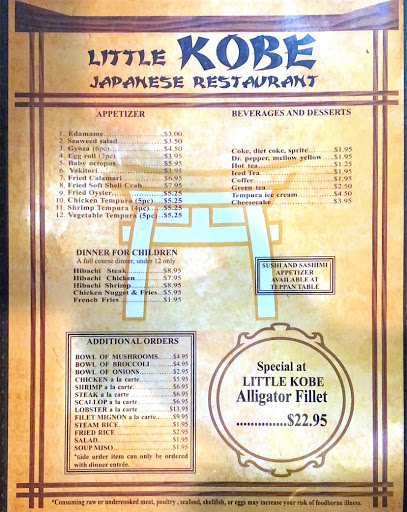 LITTLE KOBE
JAPANESE RESTAURANT
APPETIZER
1. Edamame.....................$3.00
2. Seaweed salad.............$3.50
3. Gyoza (6pc)................$4.50
4. Egg roll (2pc)..............$3.95
5. Baby octopus..............$5.95
6. Yakitori......................$3.95
7. Fried Calamari...........$6.95
8. Fried Soft Shell Crab..$7.95
9. Fried Oyster...............$5.25
10. Chicken Tempura (5pc)....$5.25
11. Shrimp Tempura (4pc).....$5.25
12. Vegetable Tempura (5pc)..$5.25
BEVERAGES AND DESSERTS
Coke, diet coke, sprite.........$1.95
Dr. pepper, mellow yellow....$1.95
Hot tea..............................$1.25
Iced Tea.............................$1.95
Coffee................................$1.95
Green tea...........................$2.50
Tempura ice cream.............$4.50
Cheesecake........................$3.95
DINNER FOR CHILDREN
A full course dinner, under 12 only
Hibachi Steak..................$8.95
Hibachi Chicken..............$7.95
Hibachi Shrimp...............$8.95
Chicken Nugget & Fries..$5.95
French Fries....................$1.95
SUSHI AND SASHIMI
APPETIZER
AVAILABLE AT
TEPPAN TABLE
ADDITIONAL ORDERS
BOWL OF MUSHROOMS......$4.95
BOWL OF BROCCOLI..........$4.95
BOWL OF ONIONS..............$2.95
CHICKEN a la carte..............$5.95
SHRIMP a la carte................$6.95
STEAK a la carte..................$6.95
SCALLOP a la carte..............$6.95
LOBSTER a la carte..............$13.95
FILET MIGNON a la carte......$9.95
STEAM RICE.......................$1.95
FRIED RICE.........................$2.95
SALAD...............................$1.95
SOUP MISO........................$1.95
*side order item can only be ordered
with dinner entrée.
Special at
LITTLE KOBE
Alligator Fillet
..............$22.95
*Consuming raw or undercooked meat, poultry , seafood, shellfish, or eggs may increase your risk of foodborne illness.